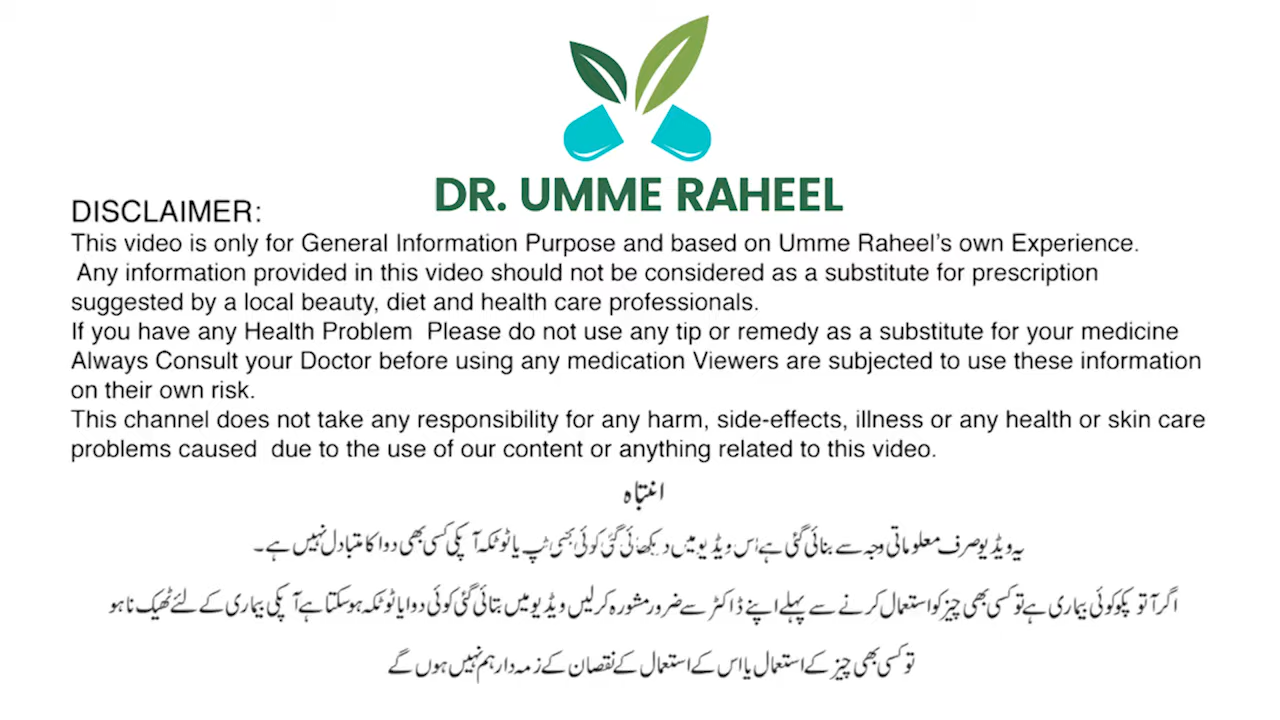 DR. UMME RAHEEL
DISCLAIMER:
This video is only for General Information Purpose and based on Umme Raheel's own Experience.
Any information provided in this video should not be considered as a substitute for prescription
suggested by a local beauty, diet and health care professionals.
If you have any Health Problem  Please do not use any tip or remedy as a substitute for your medicine
Always Consult your Doctor before using any medication Viewers are subjected to use these information
on their own risk.
This channel does not take any responsibility for any harm, side-effects, illness or any health or skin care
problems caused  due to the use of our content or anything related to this video.
انتباہ
یہ ویڈیو صرف معلوماتی وجہ سے بنائی گئی ہے اس ویڈیو میں دیکھائی گئی کوئی بھی ٹپ یا ٹوٹکہ آپکی کسی بھی دوا کا متبادل نہیں ہے۔
اگر آپکو کوئی بیماری ہے تو کسی بھی چیز کو استعمال کرنے سے پہلے اپنے ڈاکٹر سے ضرور مشورہ کرلیں ویڈیو میں بتائی گئی کوئی دوا یا ٹوٹکہ ہوسکتا ہے آپکی بیماری کے لئے ٹھیک نا ہو
تو کسی بھی چیز کے استعمال یا اس کے استعمال کے نقصان کے زمہ دار ہم نہیں ہوں گے